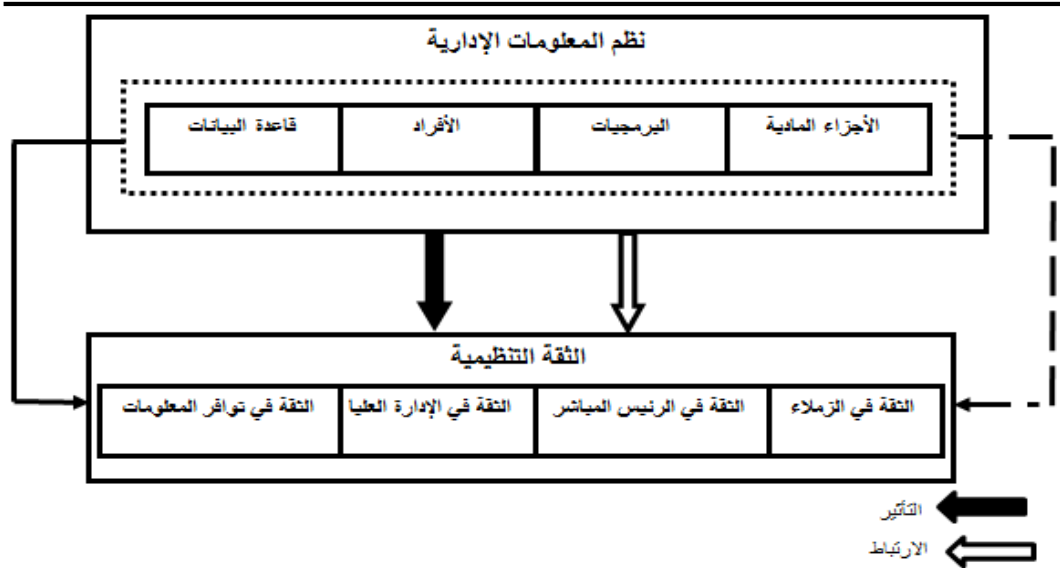 نظم المعلومات الإدارية
الأجزاء المادية
البرمجيات
الأفراد
قاعدة البيانات
الثقة التنظيمية
الثقة في الزملاء
الثقة في الرئيس المباشر
الثقة في الإدارة العليا
الثقة في توافر المعلومات
التأثير
الارتباط